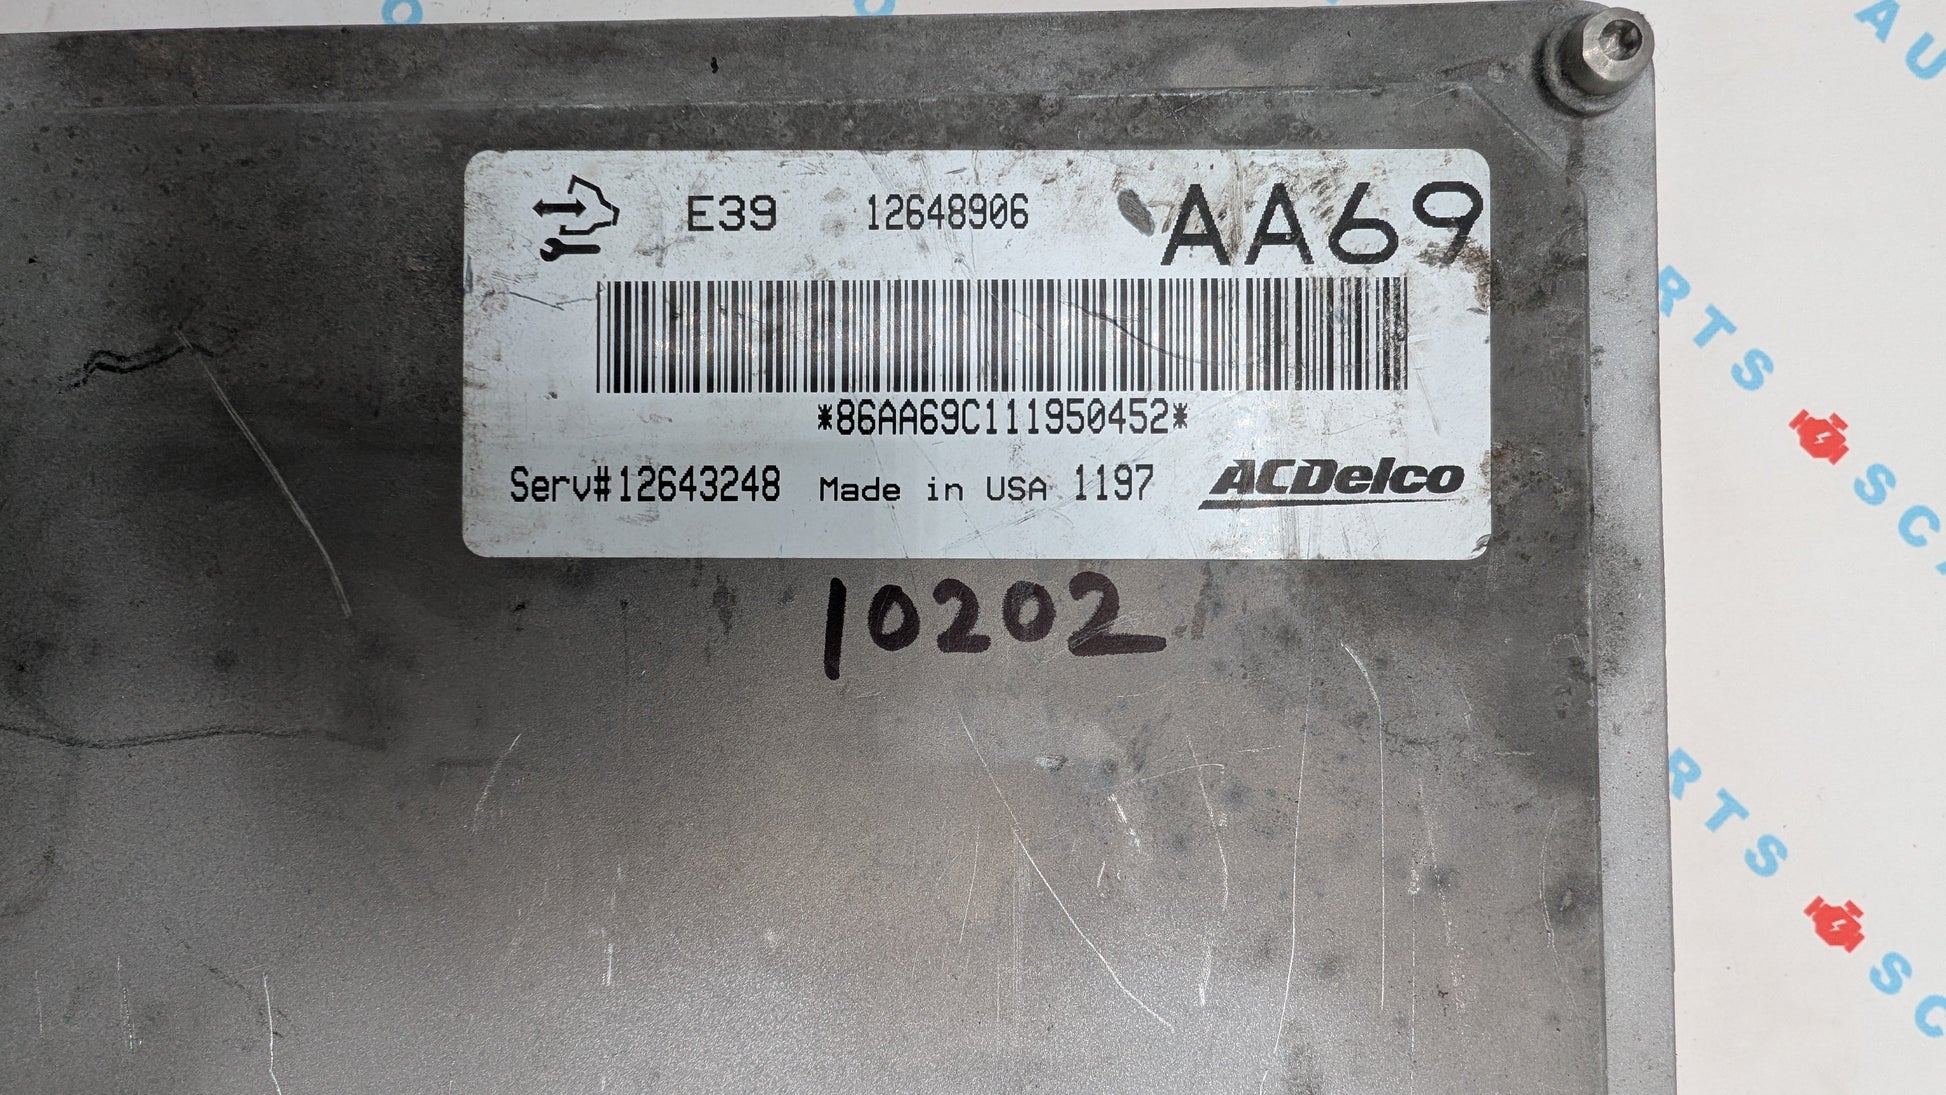 E39 12648906 AA69
*86AA69C111950452*
Serv#12643248 Made in USA 1197 ACDelco
10202